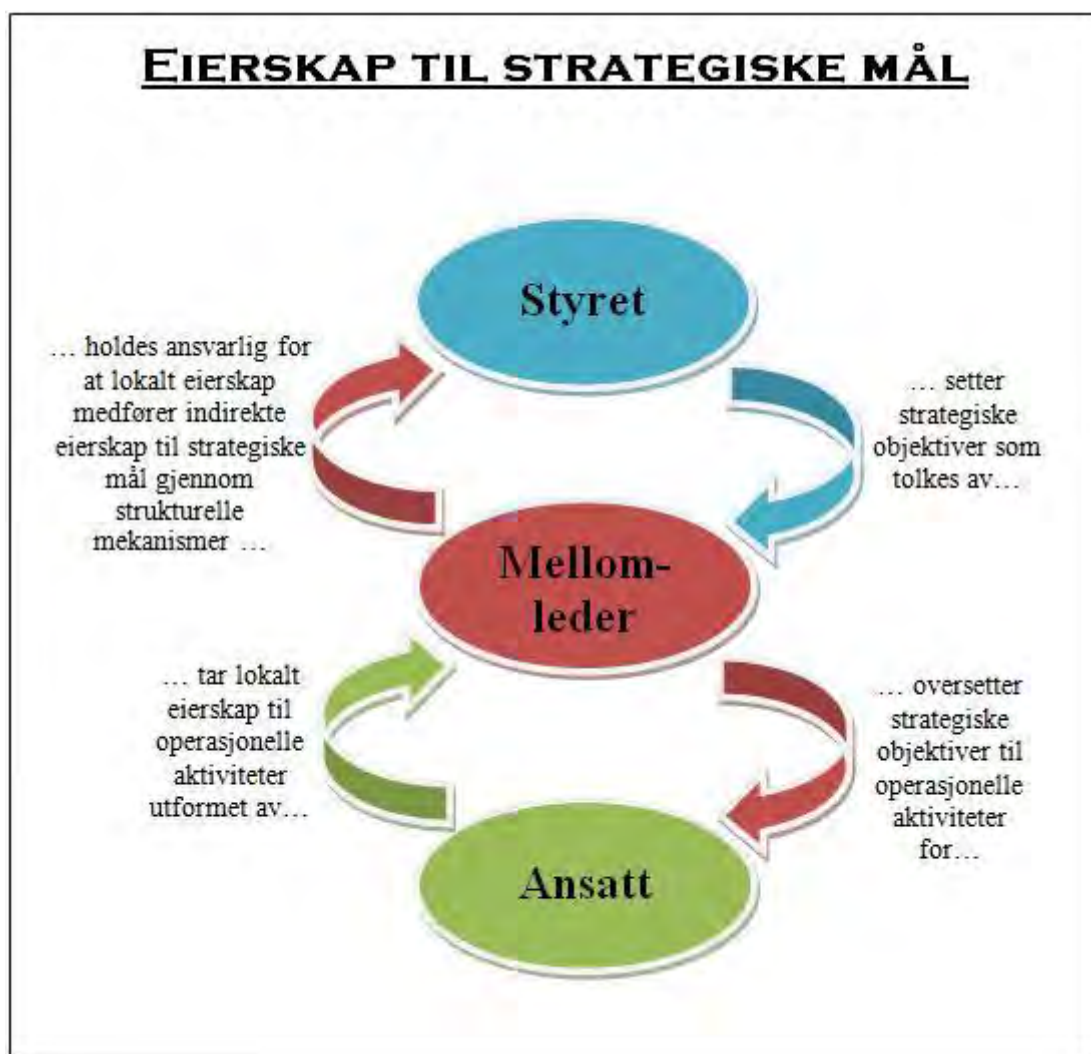 EIERSKAP TIL STRATEGISKE MÅL
Styret
… setter
strategiske
objektiver som
tolkes av…
Mellom-
leder
… oversetter
strategiske
objektiver til
operasjonelle
aktiviteter
for…
Ansatt
… tar lokalt
eierskap til
operasjonelle
aktiviteter
utformet av…
… holdes ansvarlig for
at lokalt eierskap
medfører indirekte
eierskap til strategiske
mål gjennom
strukturelle
mekanismer …